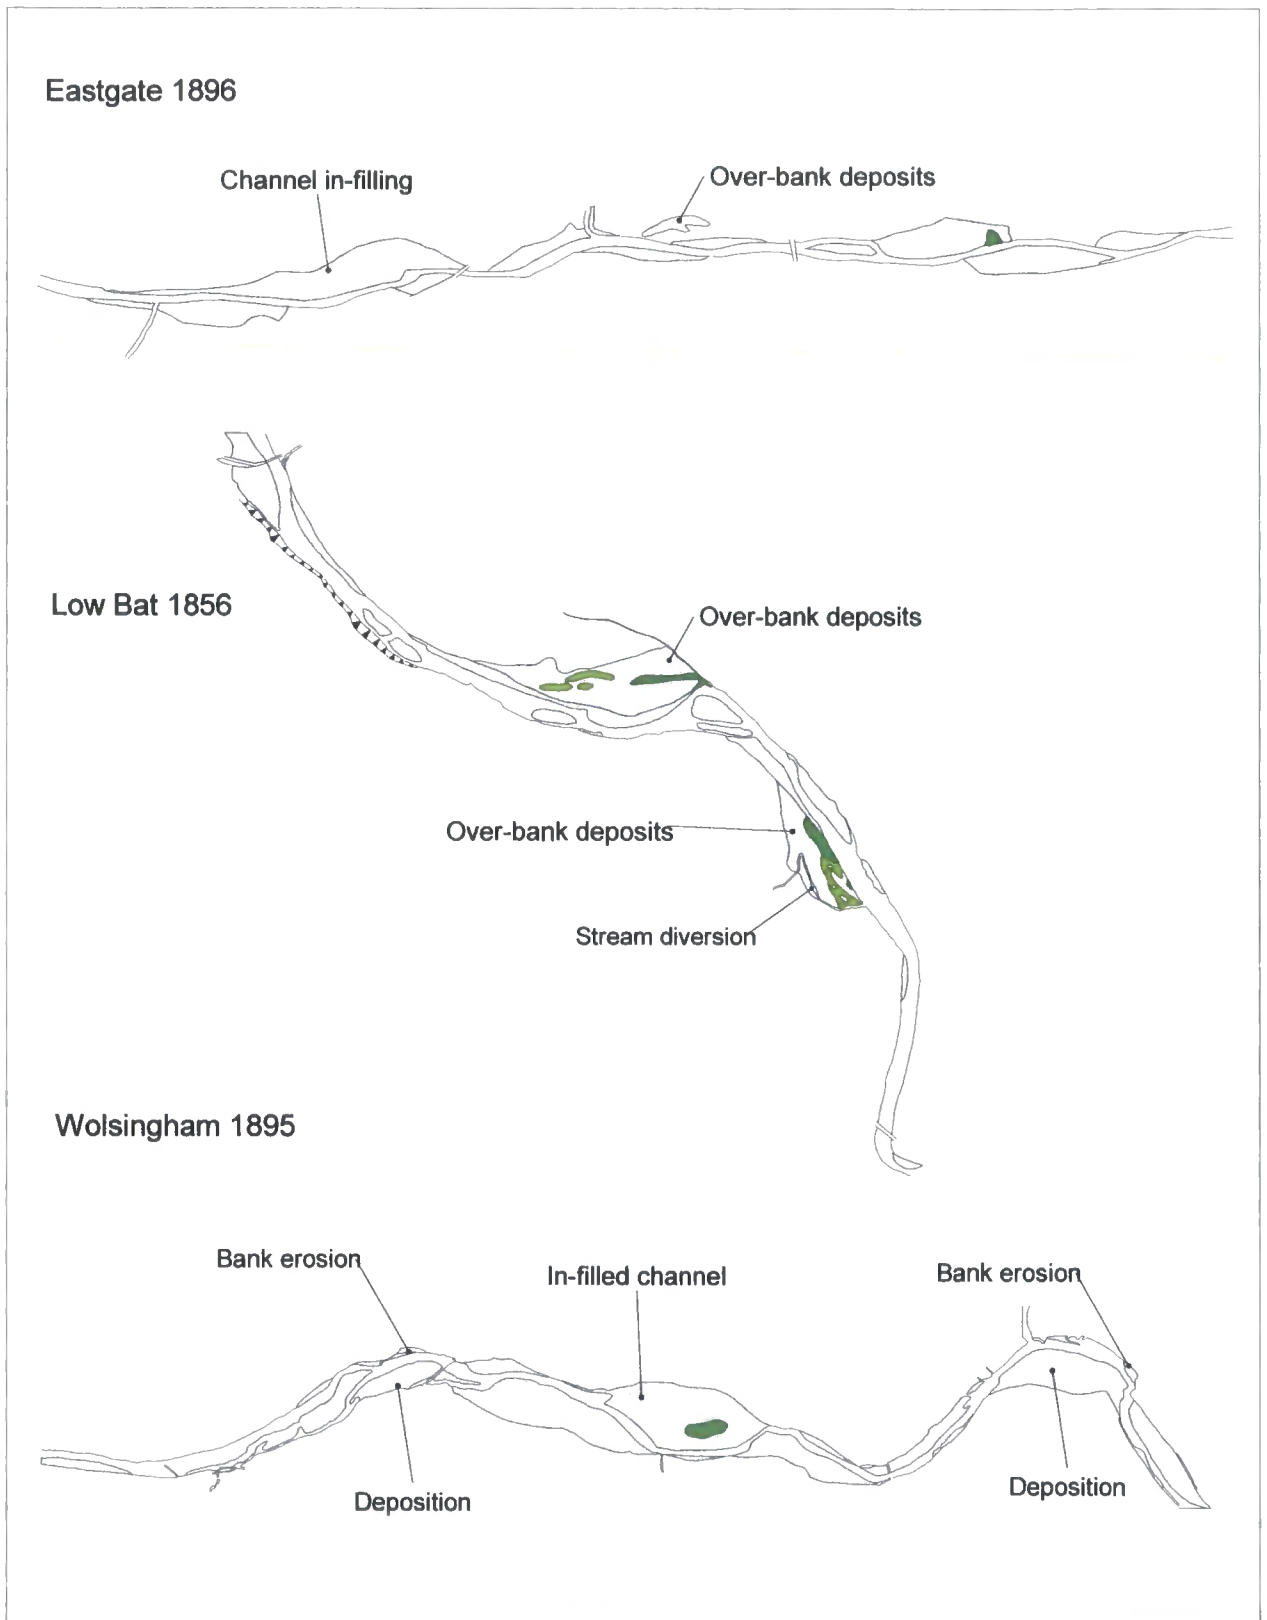 Eastgate 1896
Channel in-filling
Over-bank deposits
Low Bat 1856
Over-bank deposits
Over-bank deposits
Stream diversion
Wolsingham 1895
Bank erosion
In-filled channel
Bank erosion
Deposition
Deposition